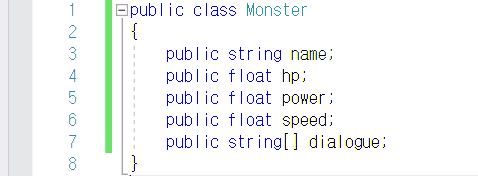 1 public class Monster
2 {
3 public string name;
4 public float hp;
5 public float power;
6 public float speed;
7 public string[] dialogue;
8 }